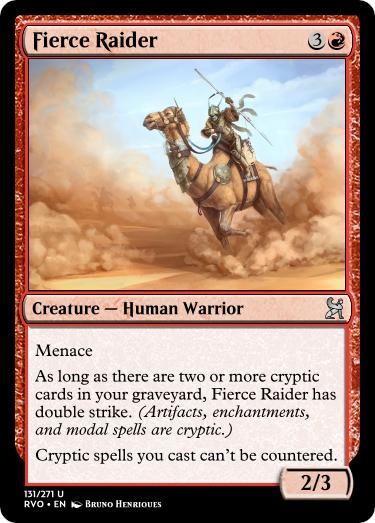 Fierce Raider 3
Creature — Human Warrior
Menace
As long as there are two or more cryptic
cards in your graveyard, Fierce Raider has
double strike. (Artifacts, enchantments,
and modal spells are cryptic.)
Cryptic spells you cast can't be countered.
2/3
131/271 U
RVO • EN Bruno Henriques